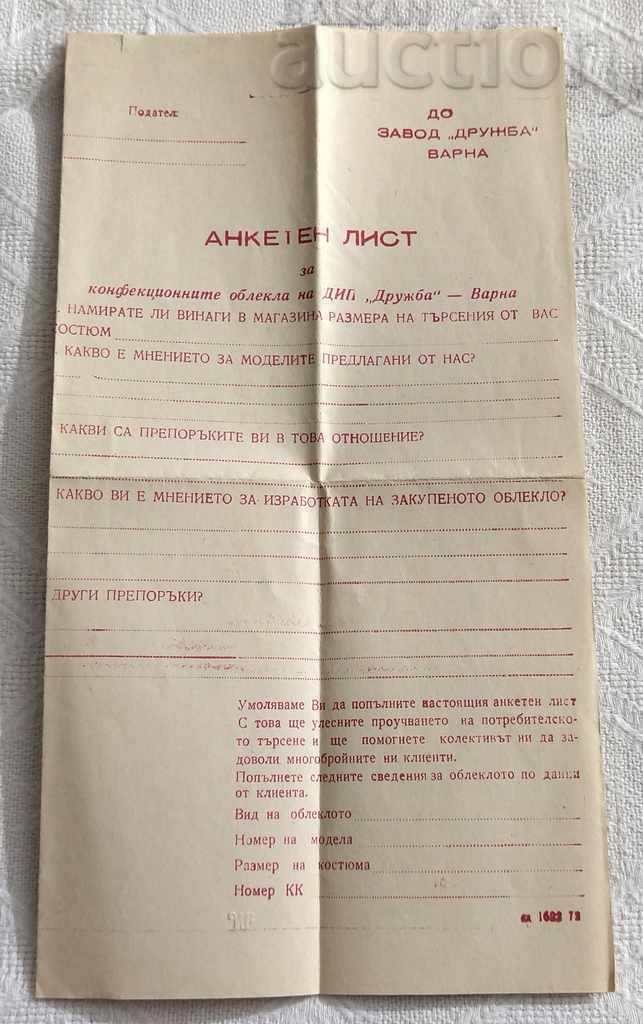 auction
Подател:
ДО
ЗАВОД „ДРУЖБА“
ВАРНА
АНКЕТЕН ЛИСТ
за
конфекционните облекла на ДИП „Дружба“ — Варна
. НАМИРАТЕ ЛИ ВИНАГИ В МАГАЗИНА РАЗМЕРА НА ТЪРСЕНИЯ ОТ ВАС
КОСТЮМ
. КАКВО Е МНЕНИЕТО ЗА МОДЕЛИТЕ ПРЕДЛАГАНИ ОТ НАС?
КАКВИ СА ПРЕПОРЪКИТЕ ВИ В ТОВА ОТНОШЕНИЕ?
КАКВО ВИ Е МНЕНИЕТО ЗА ИЗРАБОТКАТА НА ЗАКУПЕНОТО ОБЛЕКЛО?
ДРУГИ ПРЕПОРЪКИ?
Умоляваме Ви да попълните настоящия анкетен лист
С това ще улесните проучването на потребителско-
то търсене и ще помогнете колективът ни да за-
доволи многобройните ни клиенти.
Попълнете следните сведения за облеклото по данни
от клиента.
Вид на облеклото
Номер на модела
Размер на костюма
Номер КК